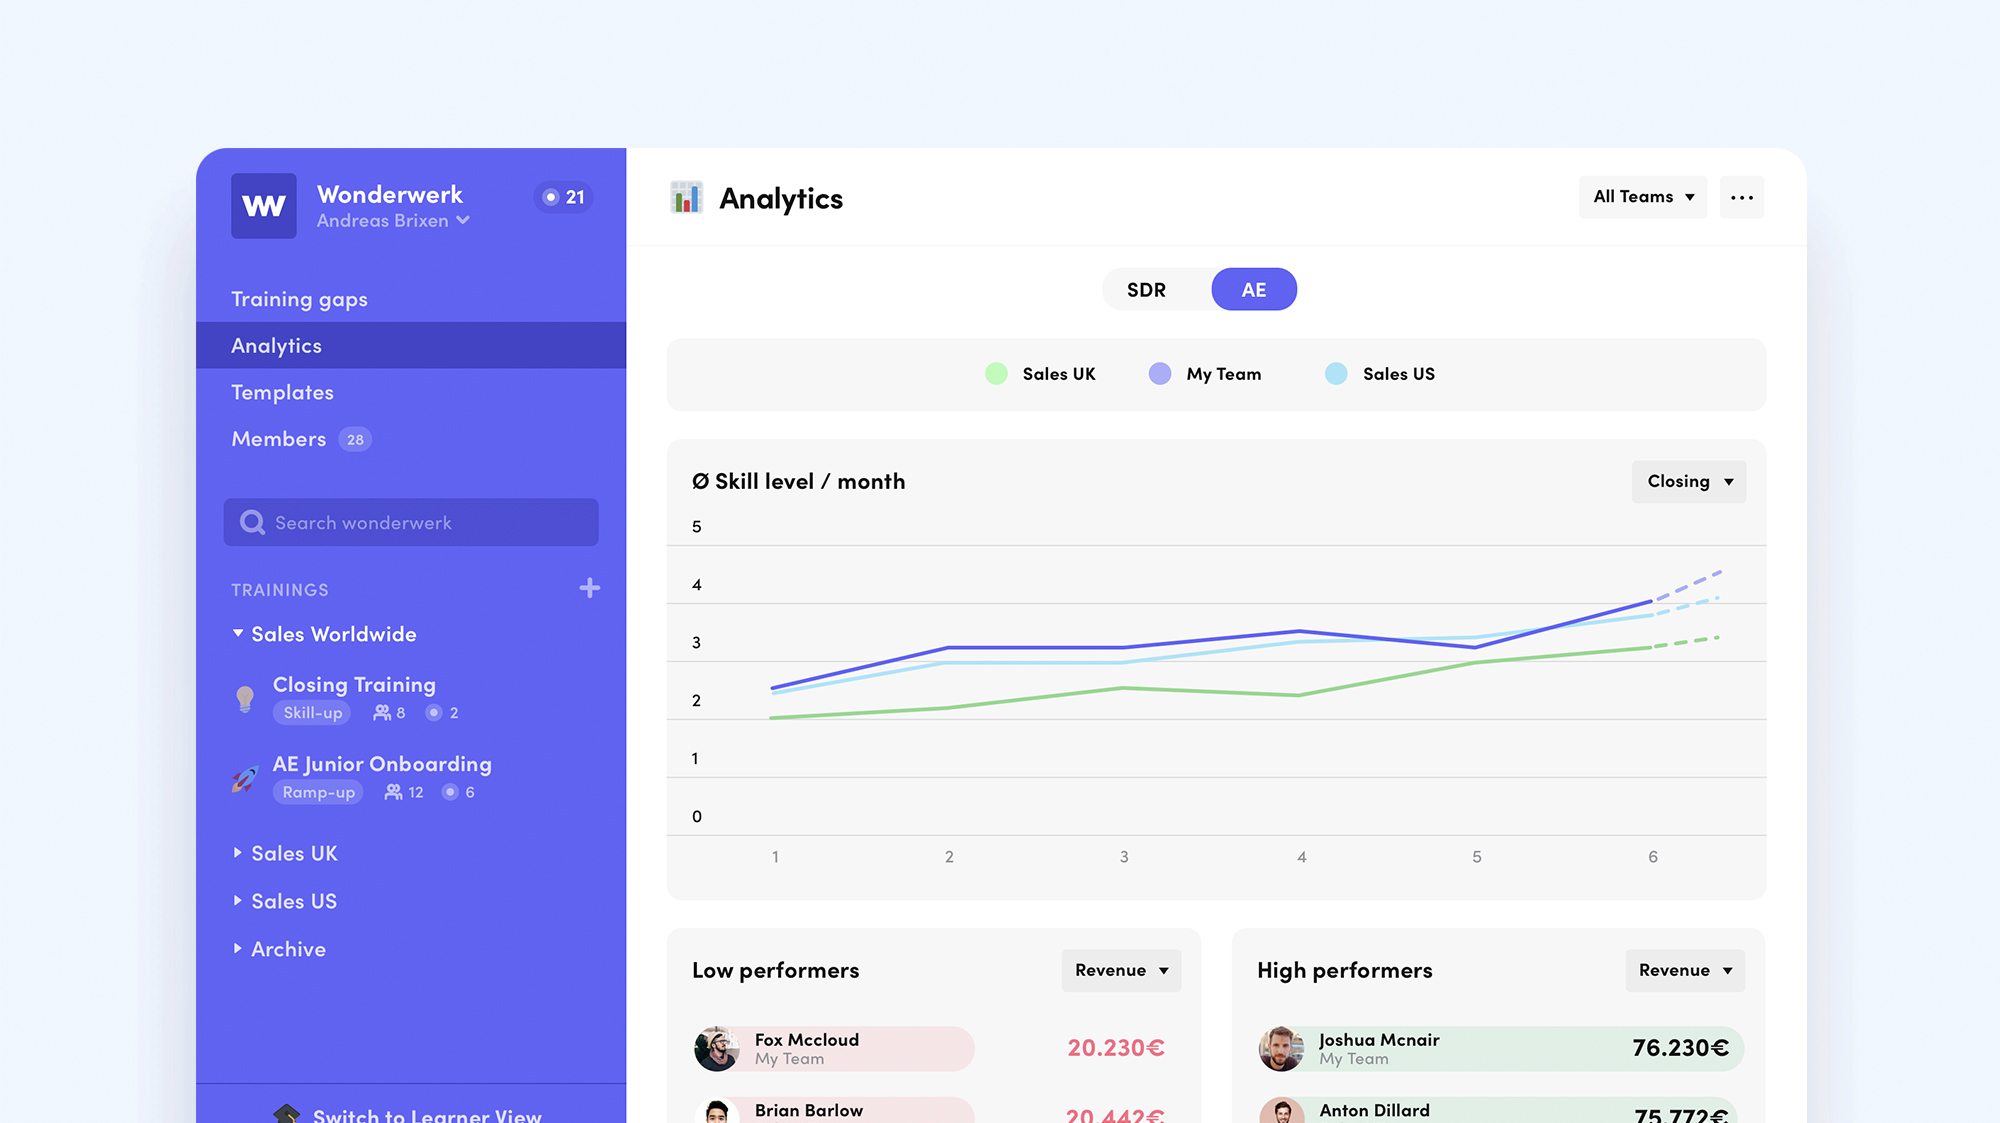 W
Wonderwerk
Andreas Brixen
21
Training gaps
Analytics
Templates
Members 28
Search wonderwerk
TRAININGS
Sales Worldwide
Closing Training
Skill-up 8 2
AE Junior Onboarding
Ramp-up 12 6
Sales UK
Sales US
Archive
Switch to Learner View
Analytics
All Teams
SDR AE
Sales UK My Team Sales US
Ø Skill level / month
Closing
5
4
3
2
1
0
1 2 3 4 5 6
Low performers
Revenue
Fox Mccloud
My Team
20.230€
Brian Barlow
20.442€
High performers
Revenue
Joshua Mcnair
My Team
76.230€
Anton Dillard
75.772€